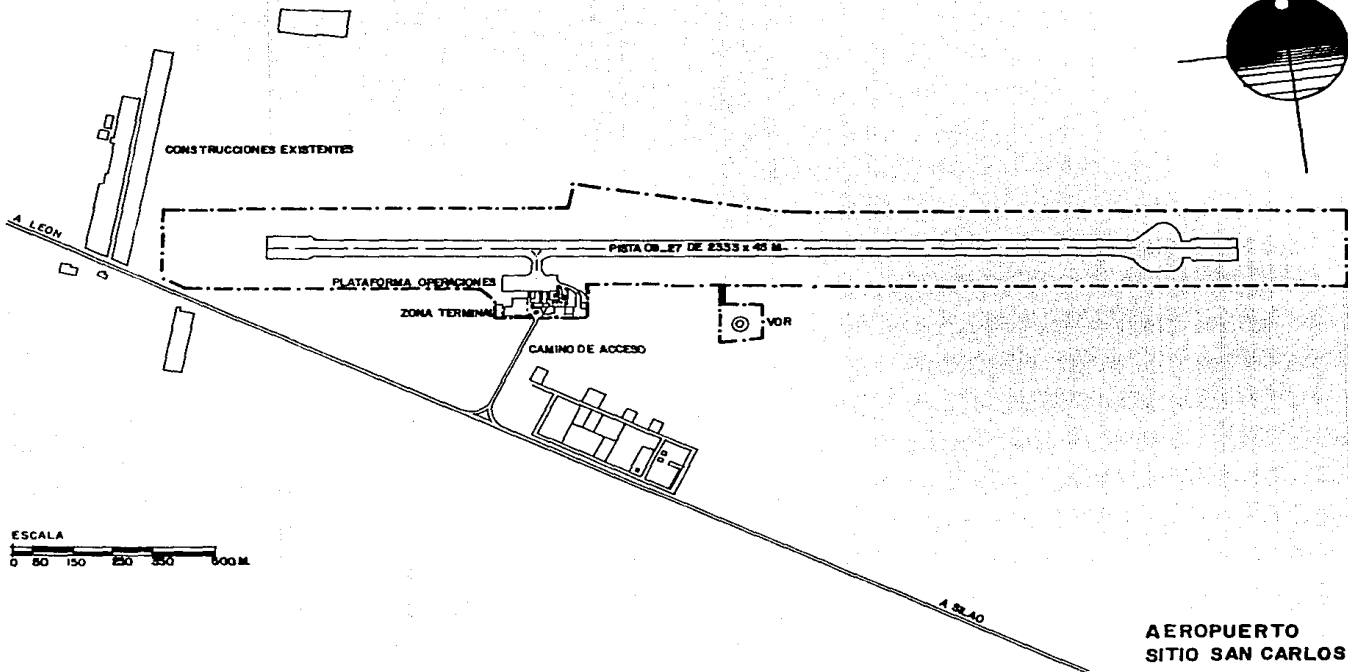 CONSTRUCCIONES EXISTENTES
A LEON
PISTA 09_27 DE 2333 x 45 M.
PLATAFORMA OPERACIONES
ZONA TERMINAL
VOR
CAMINO DE ACCESO
ESCALA
0 50 150 250 350 500 M.
A SILAO
AEROPUERTO
SITIO SAN CARLOS